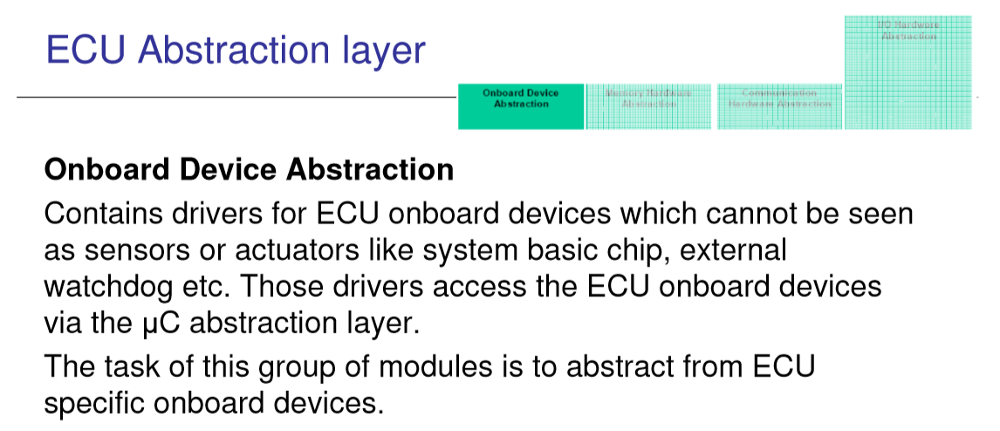 ECU Abstraction layer
I/O Hardware
Abstraction
Onboard Device
Abstraction
Memory Hardware
Abstraction
Communication
Hardware Abstraction
Onboard Device Abstraction
Contains drivers for ECU onboard devices which cannot be seen
as sensors or actuators like system basic chip, external
watchdog etc. Those drivers access the ECU onboard devices
via the µC abstraction layer.
The task of this group of modules is to abstract from ECU
specific onboard devices.